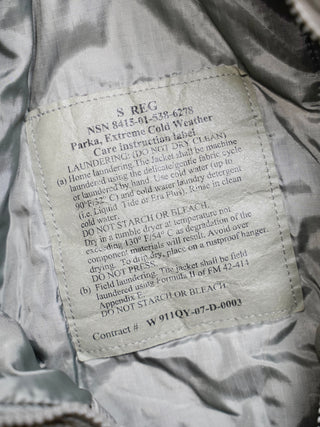 S REG
NSN 8415-01-538-6278
Parka, Extreme Cold Weather
Care instruction label
LAUNDERING: (DO NOT DRY CLEAN)
(a) Home laundering. The Jacket shall be machine
laundered using the delicate/gentle fabric cycle
or laundered by hand. Use cold water (up to
90°F/32° C) and cold water laundry detergent
(i.e. Liquid Tide or Era Plus). Rinse in clean
cold water.
DO NOT STARCH OR BLEACH.
Dry in a tumble dryer at temperature not
exceeding 130° F/54° C as degradation of the
component materials will result. Avoid over
drying. To drip dry, place on a rustproof hanger.
DO NOT PRESS.
(b) Field laundering. The jacket shall be field
laundered using Formula II of FM 42-414
Appendix E.
DO NOT STARCH OR BLEACH.
Contract # W911QY-07-D-0003